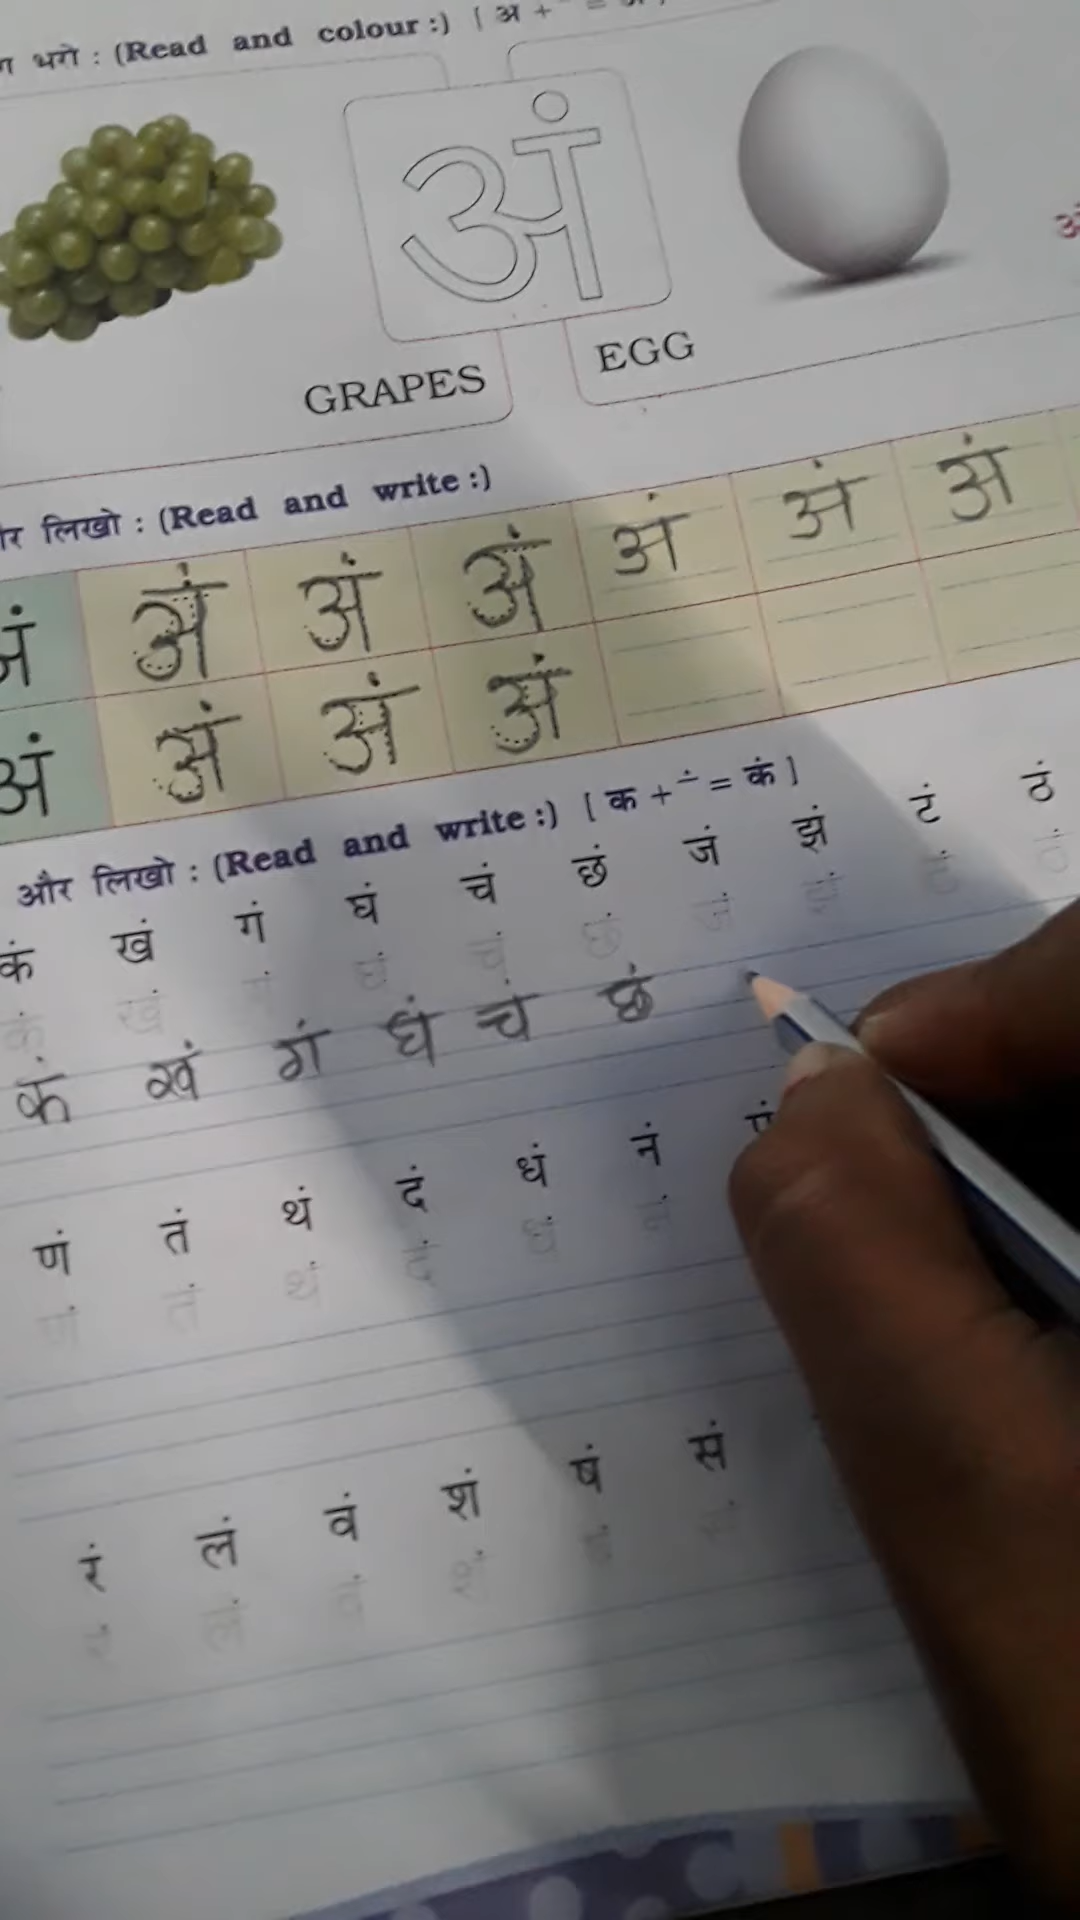 भरो : (Read and colour:) [ अ +
अं
GRAPES
EGG
लिखो : (Read and write:)
अं अं अं अं अं अं
अं अं अं अं
और लिखो : (Read and write:) [ क + ं = कं ]
कं खं गं घं चं छं जं झं टं ठं
कं खं गं घं चं छं जं झं टं ठं
कं खं गं घं चं छं
णं तं थं दं धं नं पं
णं तं थं दं धं नं
रं लं वं शं षं सं
रं लं वं शं षं सं